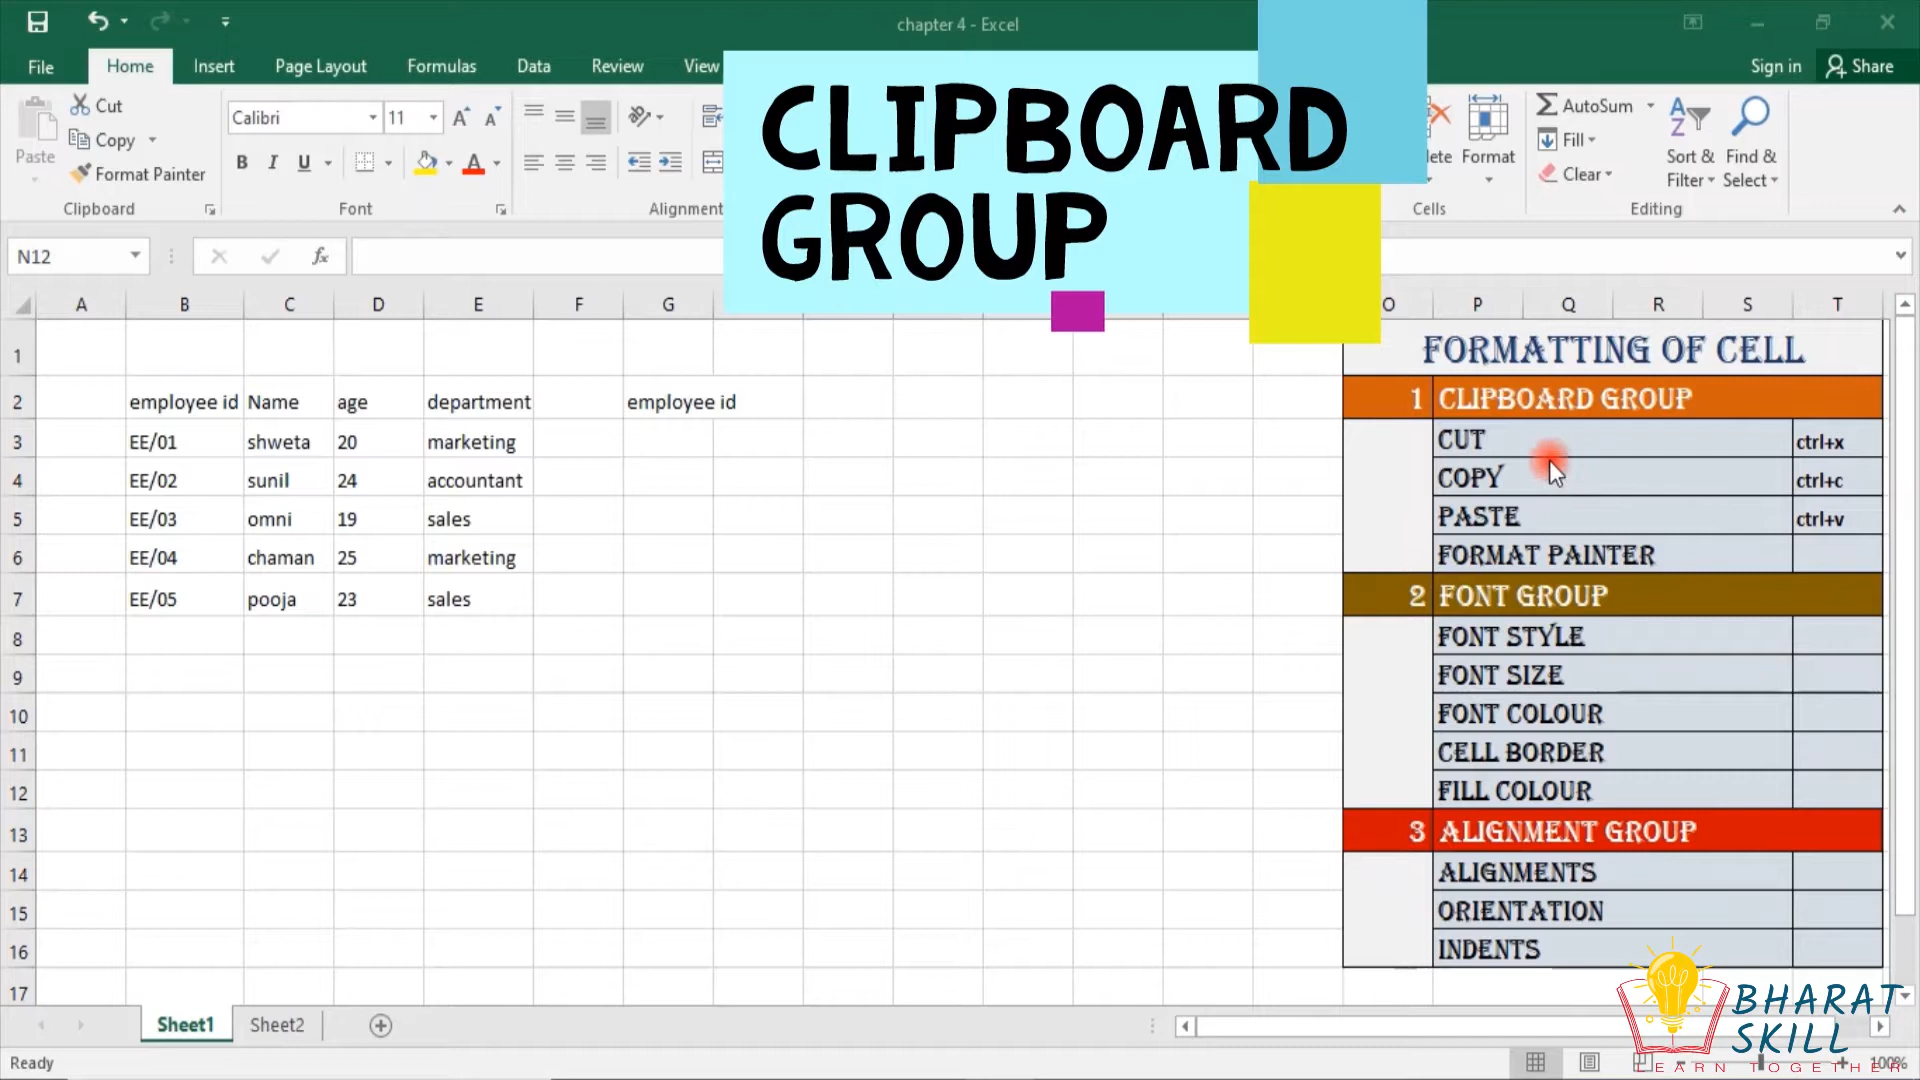 chapter 4 - Excel
File Home Insert Page Layout Formulas Data Review View Sign in Share
CLIPBOARD
GROUP
Cut
Copy
Paste
Format Painter
Clipboard
Calibri 11
B I U A
Font
Alignment
Format
Cells
AutoSum
Fill
Clear
Sort &
Filter
Find &
Select
Editing
N12 fx
A B C D E F G O P Q R S T
1 FORMATTING OF CELL
2 employee id Name age department employee id 1 CLIPBOARD GROUP
3 EE/01 shweta 20 marketing CUT ctrl+x
4 EE/02 sunil 24 accountant COPY ctrl+c
5 EE/03 omni 19 sales PASTE ctrl+v
6 EE/04 chaman 25 marketing FORMAT PAINTER
7 EE/05 pooja 23 sales 2 FONT GROUP
8 FONT STYLE
9 FONT SIZE
10 FONT COLOUR
11 CELL BORDER
12 FILL COLOUR
13 3 ALIGNMENT GROUP
14 ALIGNMENTS
15 ORIENTATION
16 INDENTS
17
Sheet1 Sheet2
BHARAT
SKILL
LEARN TOGETHER
Ready 100%